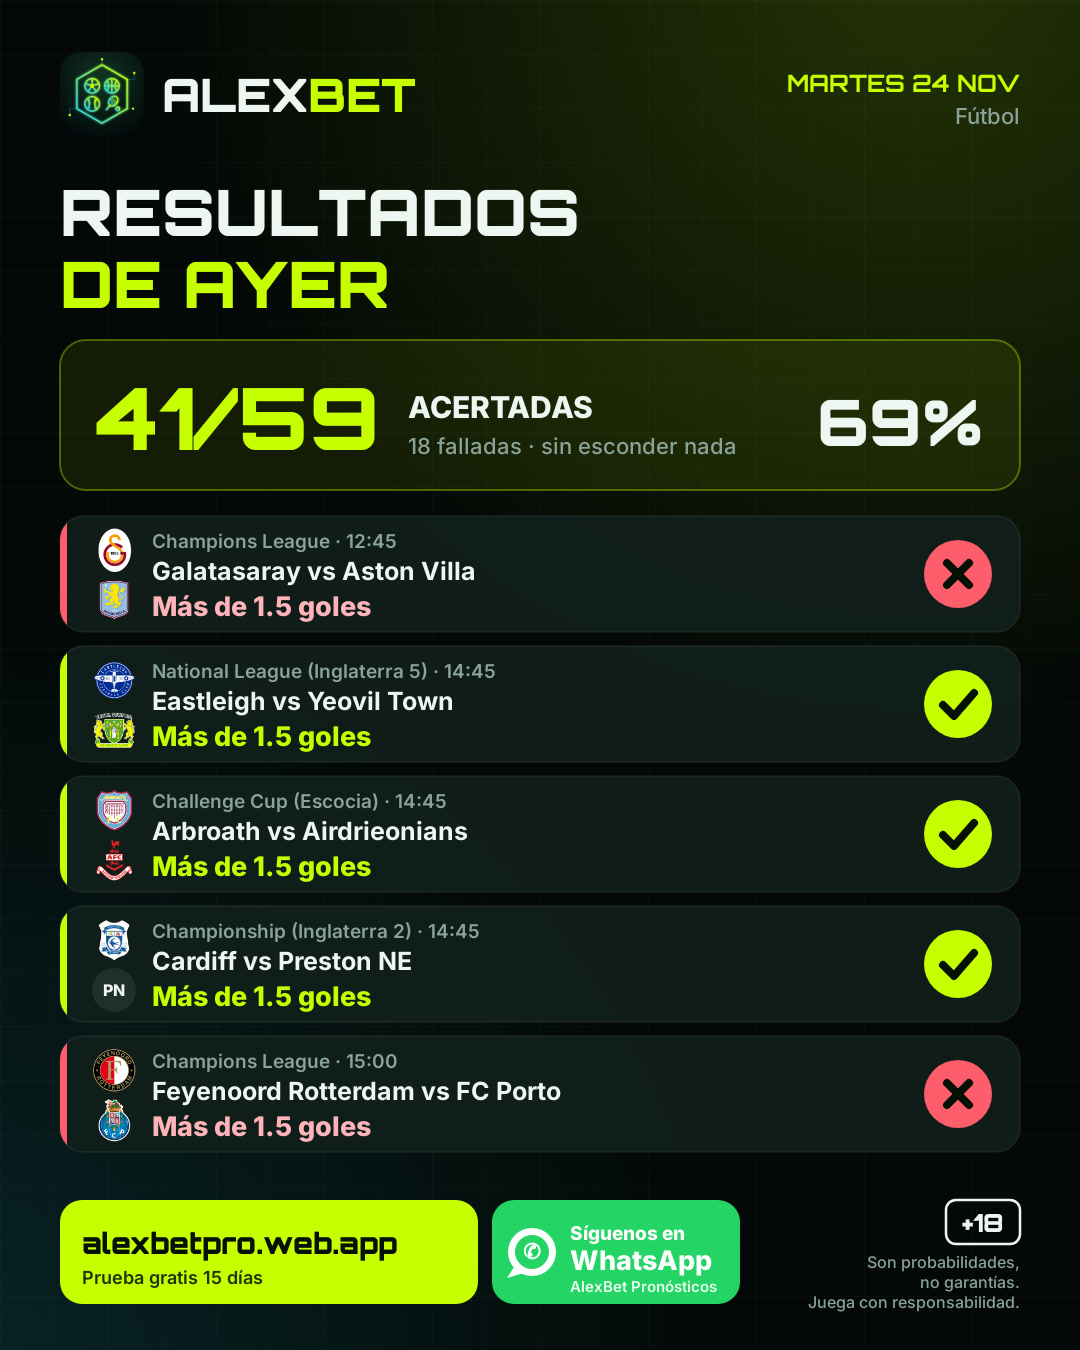 ALEXBET
MARTES 24 NOV
Fútbol
RESULTADOS
DE AYER
41/59
ACERTADAS
18 falladas · sin esconder nada
69%
Champions League · 12:45
Galatasaray vs Aston Villa
Más de 1.5 goles
National League (Inglaterra 5) · 14:45
Eastleigh vs Yeovil Town
Más de 1.5 goles
Challenge Cup (Escocia) · 14:45
Arbroath vs Airdrieonians
Más de 1.5 goles
AFC
Championship (Inglaterra 2) · 14:45
Cardiff vs Preston NE
PN
Más de 1.5 goles
Champions League · 15:00
Feyenoord Rotterdam vs FC Porto
Más de 1.5 goles
alexbetpro.web.app
Prueba gratis 15 días
Síguenos en
WhatsApp
AlexBet Pronósticos
+18
Son probabilidades,
no garantías.
Juega con responsabilidad.